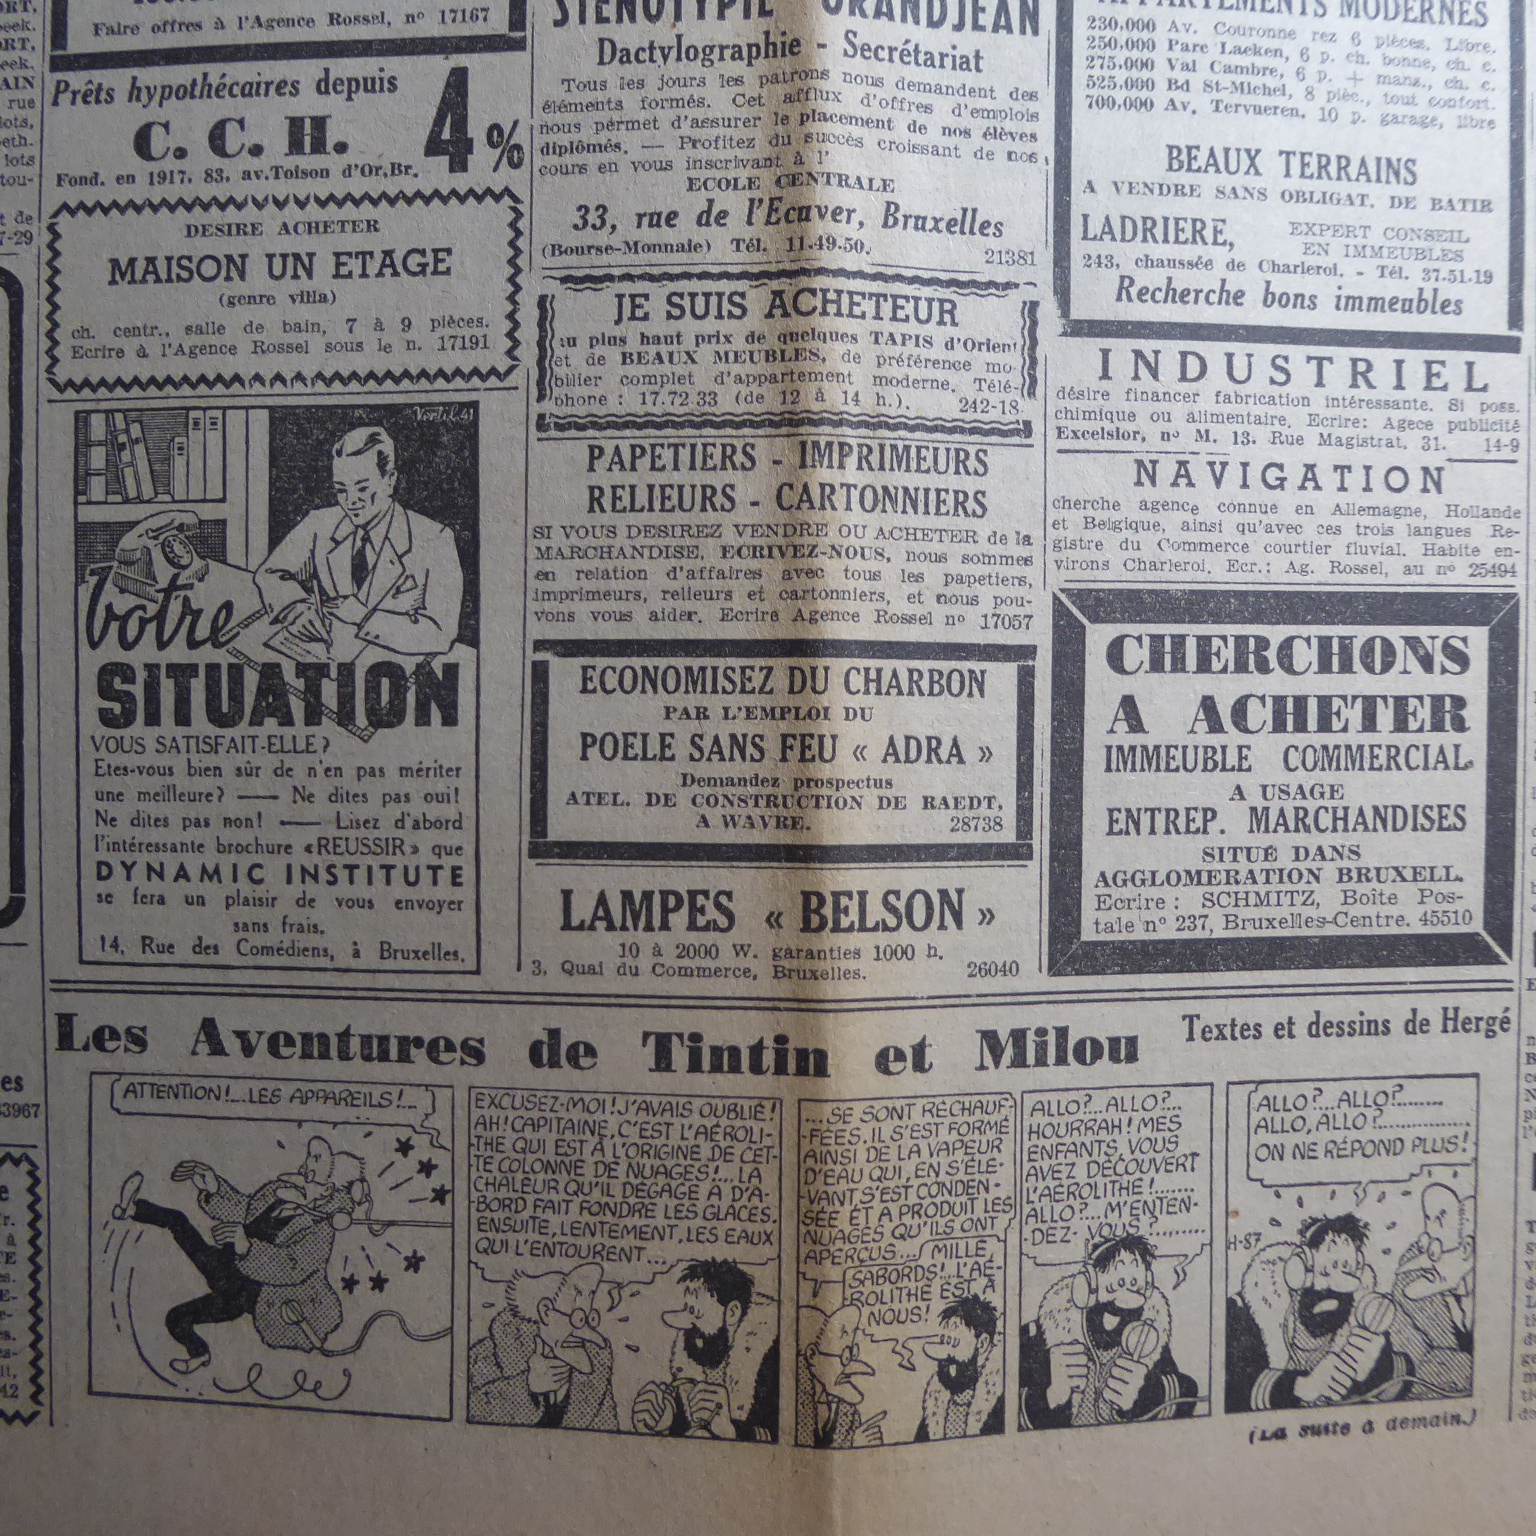 Faire offres à l'Agence Rossel, nº 17167
Prêts hypothécaires depuis
C. C. H. 4%
Fond. en 1917. 83, av.Toison d'Or,Br.
DESIRE ACHETER
MAISON UN ETAGE
(genre villa)
ch. centr., salle de bain, 7 à 9 pièces.
Ecrire à l'Agence Rossel sous le n. 17191
Vertil.41
Votre
SITUATION
VOUS SATISFAIT-ELLE?
Etes-vous bien sûr de n'en pas mériter
une meilleure? — Ne dites pas oui!
Ne dites pas non! — Lisez d'abord
l'intéressante brochure «REUSSIR» que
DYNAMIC INSTITUTE
se fera un plaisir de vous envoyer
sans frais.
14, Rue des Comédiens, à Bruxelles.
STENOTYPIE GRANDJEAN
Dactylographie - Secrétariat
Tous les jours les patrons nous demandent des
éléments formés. Cet afflux d'offres d'emplois
nous permet d'assurer le placement de nos élèves
diplômés. — Profitez du succès croissant de nos
cours en vous inscrivant à l'
ECOLE CENTRALE
33, rue de l'Ecuyer, Bruxelles
(Bourse-Monnaie) Tél. 11.49.50. 21381
JE SUIS ACHETEUR
au plus haut prix de quelques TAPIS d'Orient
et de BEAUX MEUBLES, de préférence mo-
bilier complet d'appartement moderne. Télé-
phone : 17.72.33 (de 12 à 14 h.). 242-18
PAPETIERS - IMPRIMEURS
RELIEURS - CARTONNIERS
SI VOUS DESIREZ VENDRE OU ACHETER de la
MARCHANDISE, ECRIVEZ-NOUS, nous sommes
en relation d'affaires avec tous les papetiers,
imprimeurs, relieurs et cartonniers, et nous pou-
vons vous aider. Ecrire Agence Rossel nº 17057
ECONOMISEZ DU CHARBON
PAR L'EMPLOI DU
POELE SANS FEU « ADRA »
Demandez prospectus
ATEL. DE CONSTRUCTION DE RAEDT,
A WAVRE. 28738
LAMPES « BELSON »
10 à 2000 W. garanties 1000 h.
3, Quai du Commerce, Bruxelles. 26040
APPARTEMENTS MODERNES
230,000 Av. Couronne rez 6 pièces. Libre.
250,000 Parc Laeken, 6 p. ch. bonne, ch. c.
275,000 Val Cambre, 6 p. + mans., ch. c.
525,000 Bd St-Michel, 8 pièc., tout confort.
700,000 Av. Tervueren. 10 p. garage, libre
BEAUX TERRAINS
A VENDRE SANS OBLIGAT. DE BATIR
LADRIERE, EXPERT CONSEIL
EN IMMEUBLES
243, chaussée de Charleroi. - Tél. 37.51.19
Recherche bons immeubles
INDUSTRIEL
désire financer fabrication intéressante. Si poss.
chimique ou alimentaire. Ecrire: Agece publicité
Excelsior, nº M. 13. Rue Magistrat, 31. 14-9
NAVIGATION
cherche agence connue en Allemagne, Hollande
et Belgique, ainsi qu'avec ces trois langues Re-
gistre du Commerce courtier fluvial. Habite en-
virons Charleroi. Ecr.: Ag. Rossel, au nº 25494
CHERCHONS
A ACHETER
IMMEUBLE COMMERCIAL
A USAGE
ENTREP. MARCHANDISES
SITUÉ DANS
AGGLOMERATION BRUXELL.
Ecrire : SCHMITZ, Boîte Pos-
tale nº 237, Bruxelles-Centre. 45510
Les Aventures de Tintin et Milou
Textes et dessins de Hergé
ATTENTION!...LES APPAREILS!...
EXCUSEZ-MOI! J'AVAIS OUBLIÉ!
AH! CAPITAINE, C'EST L'AÉROLI-
THE QUI EST À L'ORIGINE DE CET-
TE COLONNE DE NUAGES!...LA
CHALEUR QU'IL DÉGAGE A D'A-
BORD FAIT FONDRE LES GLACES.
ENSUITE, LENTEMENT, LES EAUX
QUI L'ENTOURENT...
...SE SONT RÉCHAUF-
-FÉES. IL S'EST FORMÉ
AINSI DE LA VAPEUR
D'EAU QUI, EN S'ÉLE-
-VANT S'EST CONDEN-
SÉE ET A PRODUIT LES
NUAGES QU'ILS ONT
APERÇUS...
MILLE
SABORDS! L'AÉ-
ROLITHE EST À
NOUS!
ALLO?...ALLO?...
HOURRAH! MES
ENFANTS, VOUS
AVEZ DÉCOUVERT
L'AÉROLITHE!.......
ALLO?...M'ENTEN-
DEZ-VOUS?.........
ALLO?...ALLO?........
ALLO, ALLO?...............
ON NE RÉPOND PLUS!
H-87
(La suite à demain.)